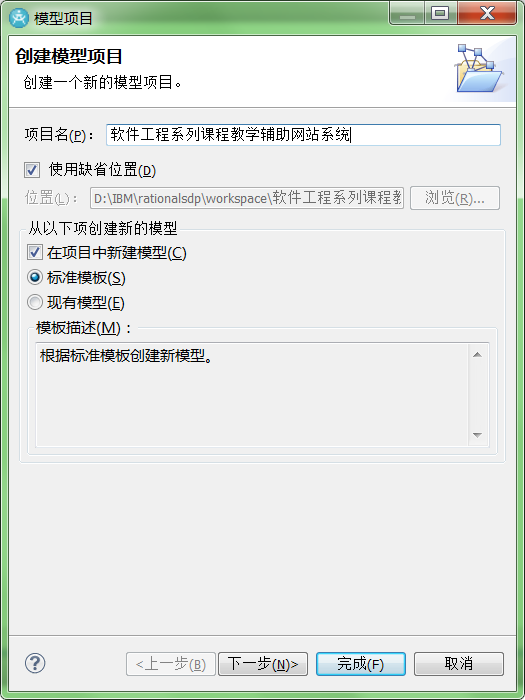 模型项目
创建模型项目
创建一个新的模型项目。
项目名(P)： 软件工程系列课程教学辅助网站系统
使用缺省位置(D)
位置(L)： D:\IBM\rationalsdp\workspace\软件工程系列课程教 浏览(R)...
从以下项创建新的模型
在项目中新建模型(C)
标准模板(S)
现有模型(E)
模板描述(M)：
根据标准模板创建新模型。
<上一步(B) 下一步(N)> 完成(F) 取消